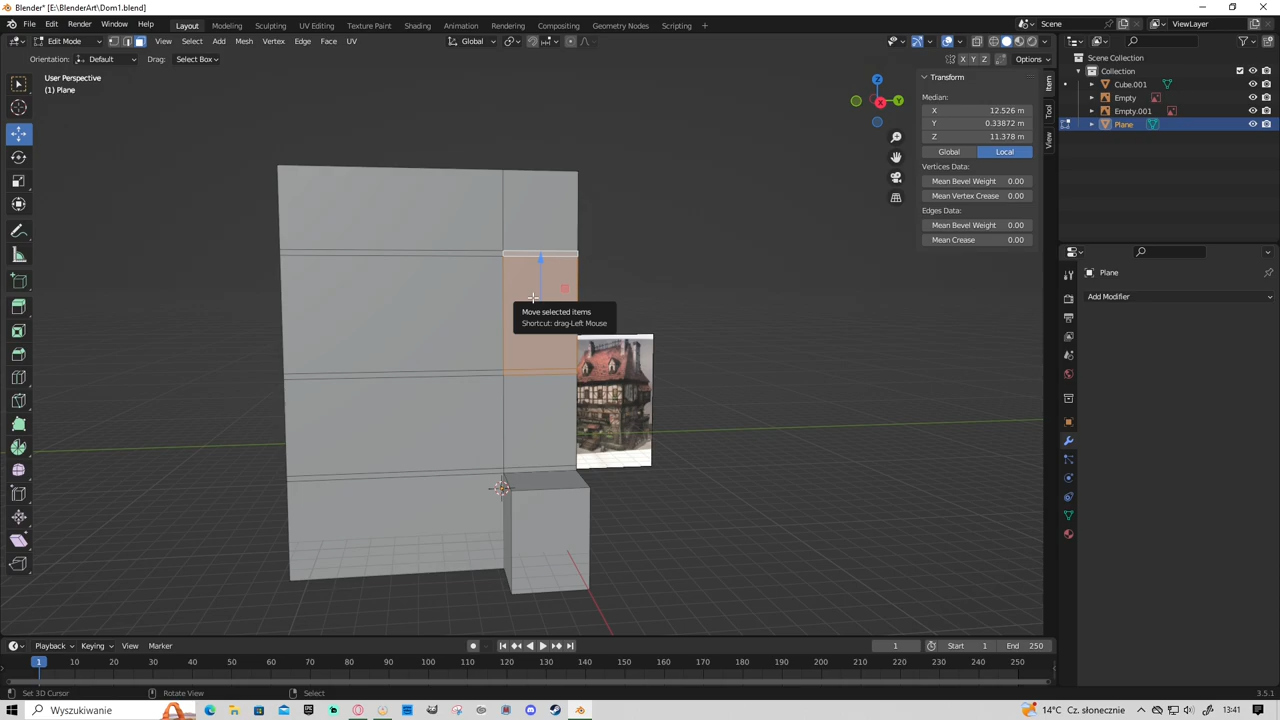 Blender* [E:\BlenderArt\Dom1.blend]
File Edit Render Window Help Layout Modeling Sculpting UV Editing Texture Paint Shading Animation Rendering Compositing Geometry Nodes Scripting + Scene ViewLayer
Edit Mode View Select Add Mesh Vertex Edge Face UV Global
Orientation: Default Drag: Select Box X Y Z Options
User Perspective
(1) Plane
Z
Y
X
Transform
Median:
X 12.526 m
Y 0.33872 m
Z 11.378 m
Global Local
Vertices Data:
Mean Bevel Weight 0.00
Mean Vertex Crease 0.00
Edges Data:
Mean Bevel Weight 0.00
Mean Crease 0.00
Item
Tool
View
Scene Collection
Collection
Cube.001
Empty
Empty.001
Plane
Plane
Add Modifier
Move selected items
Shortcut: drag-Left Mouse
Playback Keying View Marker 1 Start 1 End 250
1 10 20 30 40 50 60 70 80 90 100 110 120 130 140 150 160 170 180 190 200 210 220 230 240 250
Set 3D Cursor Rotate View Select 3.5.1
Wyszukiwanie 14°C Cz. słonecznie 13:41